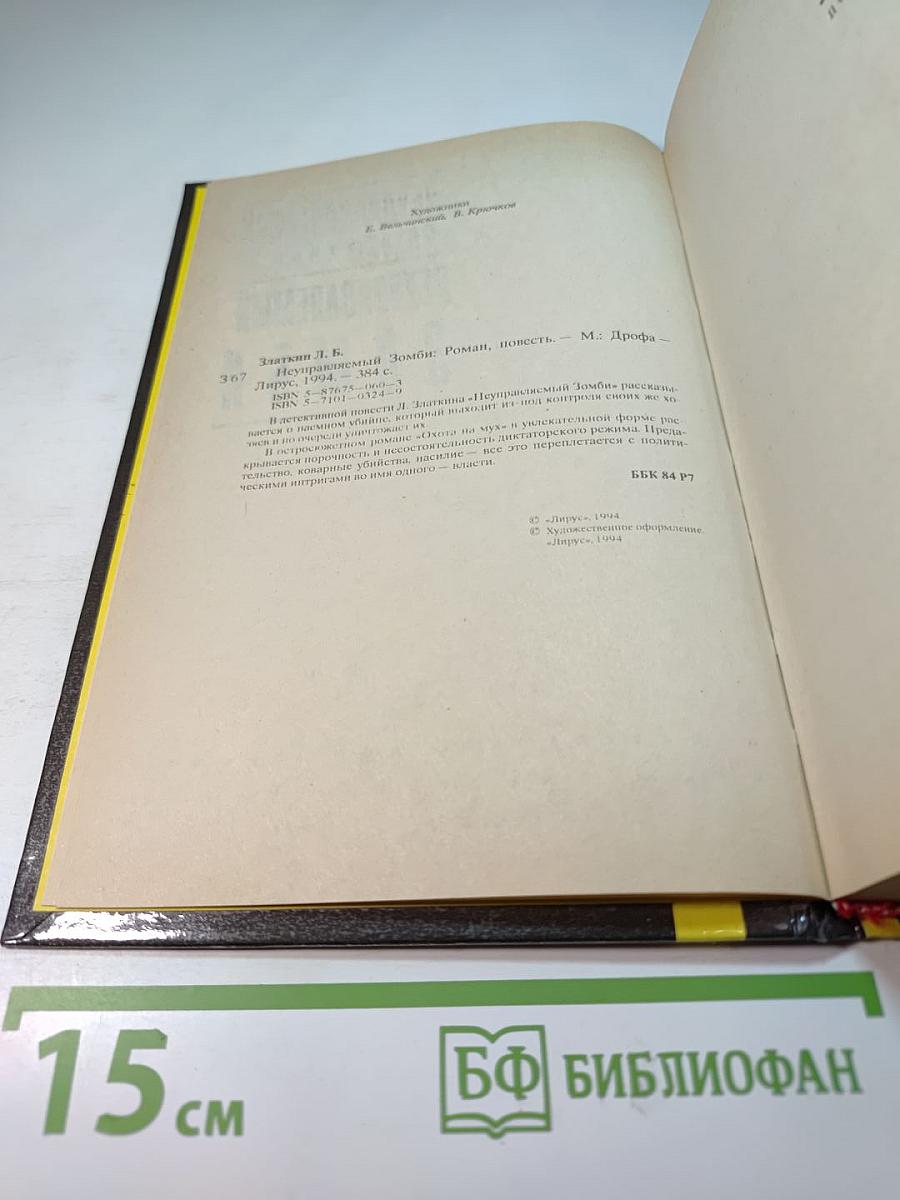 Художники
Е. Вельчинский, В. Крючков
Златкин Л. Б.
З 67 Неуправляемый Зомби: Роман, повесть. — М.: Дрофа —
Лирус, 1994. — 384 с.
ISBN 5—87675—060—3
ISBN 5—7101—0324—9
В детективной повести Л. Златкина «Неуправляемый Зомби» рассказы-
вается о наемном убийце, который выходит из-под контроля своих же хо-
зяев и по очереди уничтожает их.
В остросюжетном романе «Охота на мух» в увлекательной форме рас-
крывается порочность и несостоятельность диктаторского режима. Преда-
тельство, коварные убийства, насилие — все это переплетается с полити-
ческими интригами во имя одного — власти.
ББК 84 Р7
© «Лирус», 1994
© Художественное оформление.
«Лирус», 1994
15 см
БФ БИБЛИОФАН